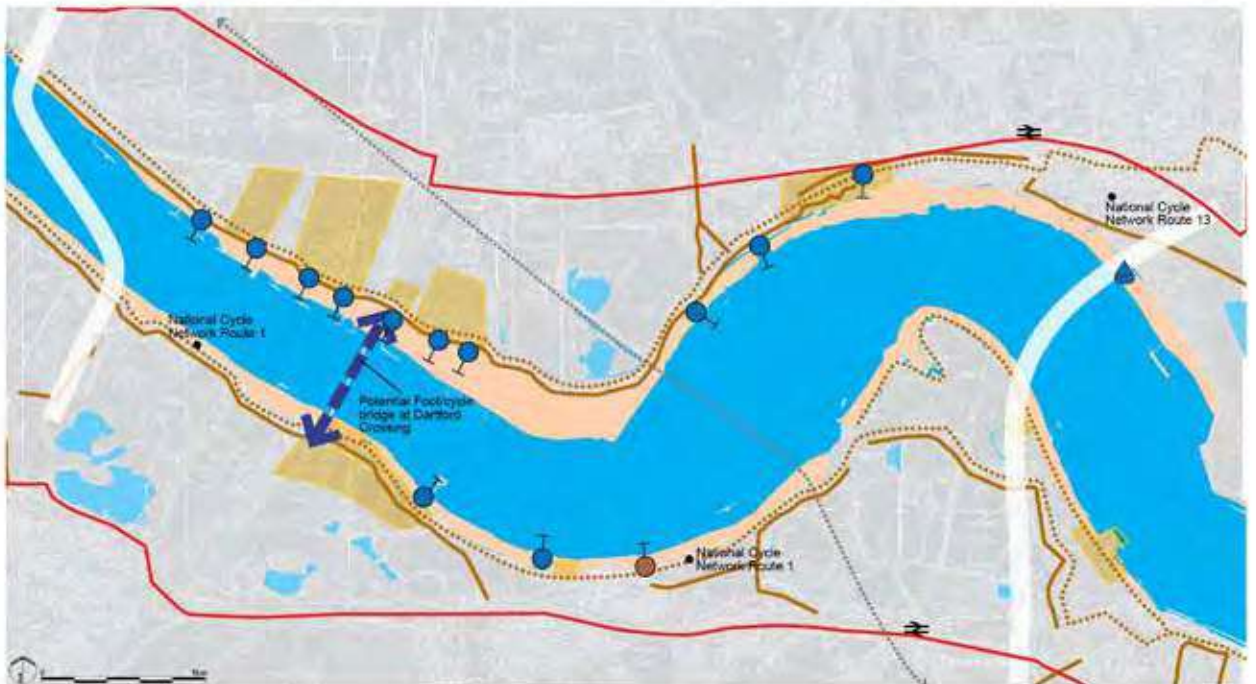 National Cycle
Network Route 13
National Cycle
Network Route 1
Potential Foot/cycle
bridge at Dartford
Crossing
National Cycle
Network Route 1
0